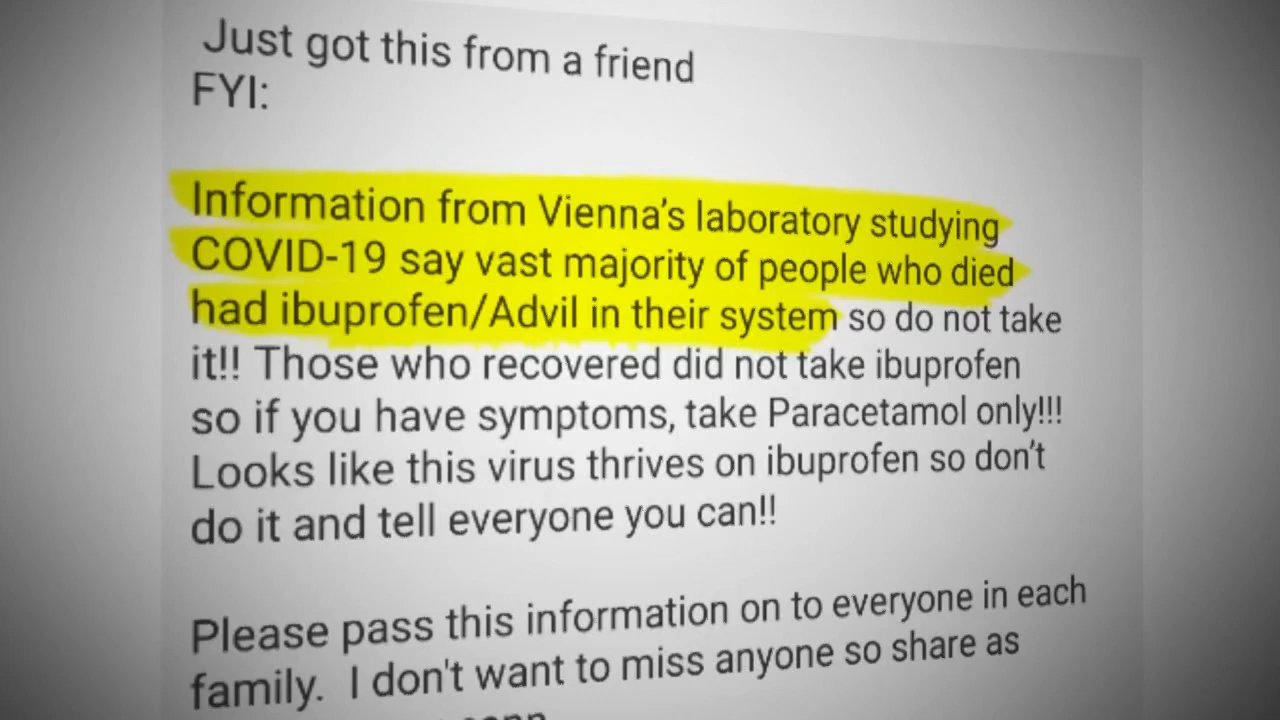 Just got this from a friend
FYI:
Information from Vienna's laboratory studying
COVID-19 say vast majority of people who died
had ibuprofen/Advil in their system so do not take
it!! Those who recovered did not take ibuprofen
so if you have symptoms, take Paracetamol only!!!
Looks like this virus thrives on ibuprofen so don't
do it and tell everyone you can!!
Please pass this information on to everyone in each
family.  I don't want to miss anyone so share as